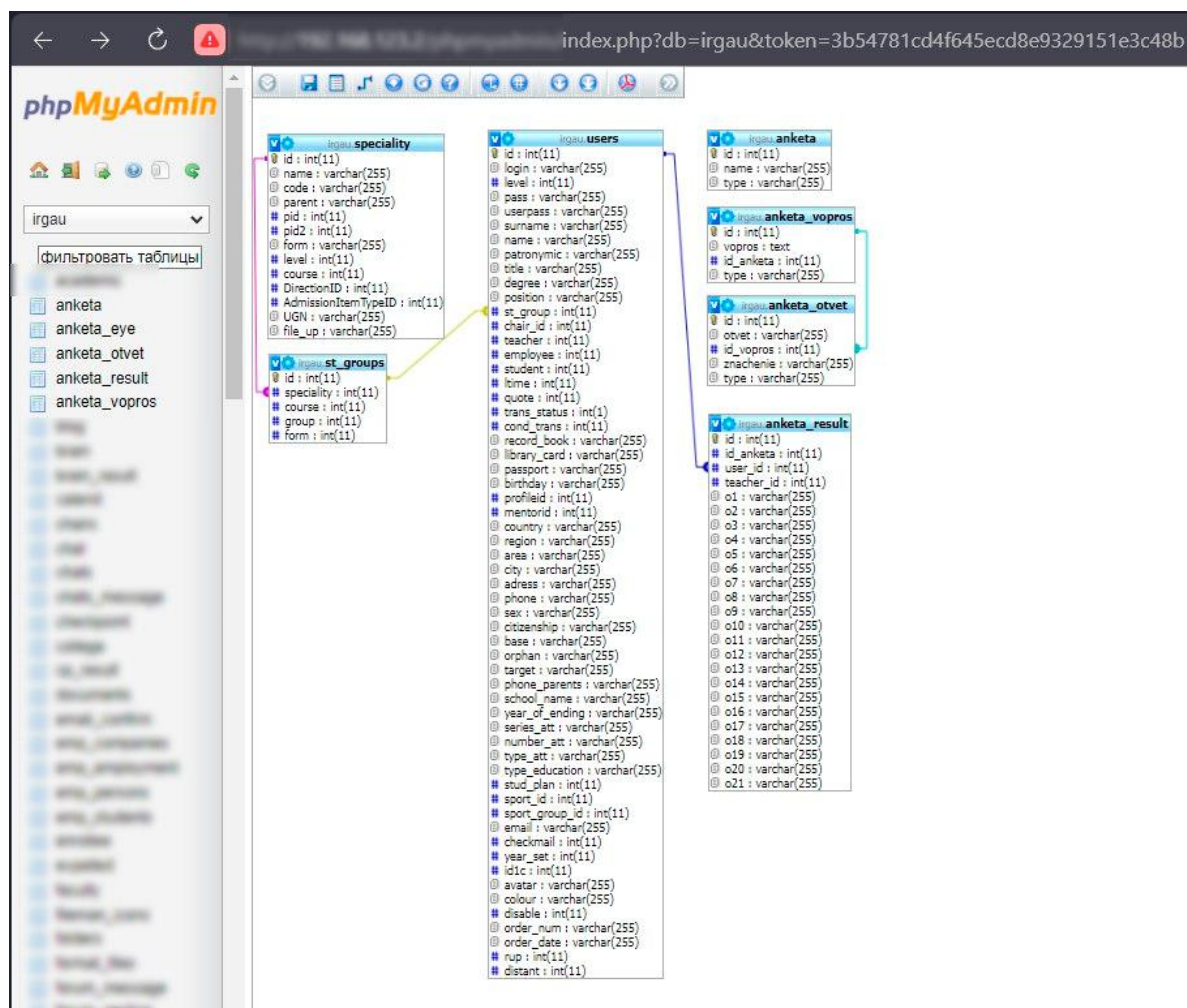 index.php?db=irgau&token=3b54781cd4f645ecd8e9329151e3c48b
phpMyAdmin
irgau
фильтровать таблицы
anketa
anketa_eye
anketa_otvet
anketa_result
anketa_vopros
irgau.speciality
id : int(11)
name : varchar(255)
code : varchar(255)
parent : varchar(255)
pid : int(11)
pid2 : int(11)
form : varchar(255)
level : int(11)
course : int(11)
DirectionID : int(11)
AdmissionItemTypeID : int(11)
UGN : varchar(255)
file_up : varchar(255)
irgau.st_groups
id : int(11)
speciality : int(11)
course : int(11)
group : int(11)
form : int(11)
irgau.users
id : int(11)
login : varchar(255)
level : int(11)
pass : varchar(255)
userpass : varchar(255)
surname : varchar(255)
name : varchar(255)
patronymic : varchar(255)
title : varchar(255)
degree : varchar(255)
position : varchar(255)
st_group : int(11)
chair_id : int(11)
teacher : int(11)
employee : int(11)
student : int(11)
ltime : int(11)
quote : int(11)
trans_status : int(1)
cond_trans : int(11)
record_book : varchar(255)
library_card : varchar(255)
passport : varchar(255)
birthday : varchar(255)
profileid : int(11)
mentorid : int(11)
country : varchar(255)
region : varchar(255)
area : varchar(255)
city : varchar(255)
adress : varchar(255)
phone : varchar(255)
sex : varchar(255)
citizenship : varchar(255)
base : varchar(255)
orphan : varchar(255)
target : varchar(255)
phone_parents : varchar(255)
school_name : varchar(255)
year_of_ending : varchar(255)
series_att : varchar(255)
number_att : varchar(255)
type_att : varchar(255)
type_education : varchar(255)
stud_plan : int(11)
sport_id : int(11)
sport_group_id : int(11)
email : varchar(255)
checkmail : int(11)
year_set : int(11)
id1c : int(11)
avatar : varchar(255)
colour : varchar(255)
disable : int(11)
order_num : varchar(255)
order_date : varchar(255)
rup : int(11)
distant : int(11)
irgau.anketa
id : int(11)
name : varchar(255)
type : varchar(255)
irgau.anketa_vopros
id : int(11)
vopros : text
id_anketa : int(11)
type : varchar(255)
irgau.anketa_otvet
id : int(11)
otvet : varchar(255)
id_vopros : int(11)
znachenie : varchar(255)
type : varchar(255)
irgau.anketa_result
id : int(11)
id_anketa : int(11)
user_id : int(11)
teacher_id : int(11)
o1 : varchar(255)
o2 : varchar(255)
o3 : varchar(255)
o4 : varchar(255)
o5 : varchar(255)
o6 : varchar(255)
o7 : varchar(255)
o8 : varchar(255)
o9 : varchar(255)
o10 : varchar(255)
o11 : varchar(255)
o12 : varchar(255)
o13 : varchar(255)
o14 : varchar(255)
o15 : varchar(255)
o16 : varchar(255)
o17 : varchar(255)
o18 : varchar(255)
o19 : varchar(255)
o20 : varchar(255)
o21 : varchar(255)